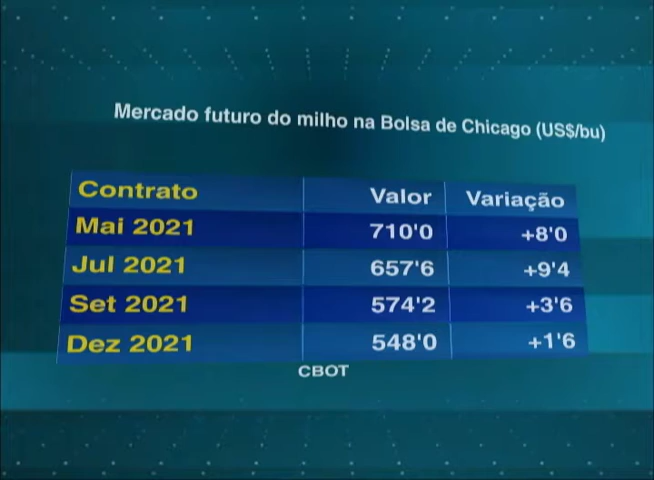 Mercado futuro do milho na Bolsa de Chicago (US$/bu)
Contrato Valor Variação
Mai 2021 710'0 +8'0
Jul 2021 657'6 +9'4
Set 2021 574'2 +3'6
Dez 2021 548'0 +1'6
CBOT